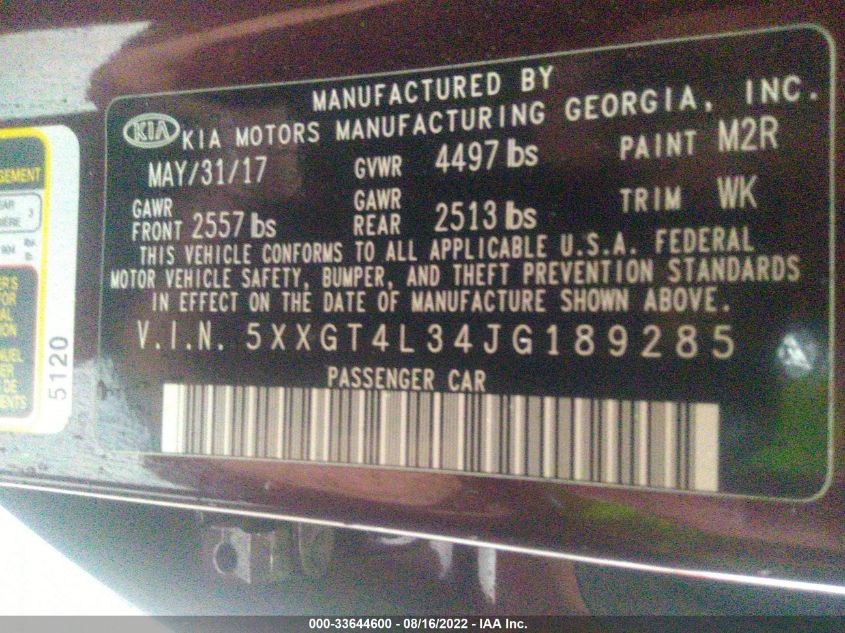 MANUFACTURED BY
KIA KIA MOTORS MANUFACTURING GEORGIA, INC.
MAY/31/17 GVWR 4497 lbs PAINT M2R
GAWR FRONT 2557 lbs GAWR REAR 2513 lbs TRIM WK
THIS VEHICLE CONFORMS TO ALL APPLICABLE U.S.A. FEDERAL
MOTOR VEHICLE SAFETY, BUMPER, AND THEFT PREVENTION STANDARDS
IN EFFECT ON THE DATE OF MANUFACTURE SHOWN ABOVE.
V.I.N. 5XXGT4L34JG189285
PASSENGER CAR
5120
000-33644600 - 08/16/2022 - IAA Inc.